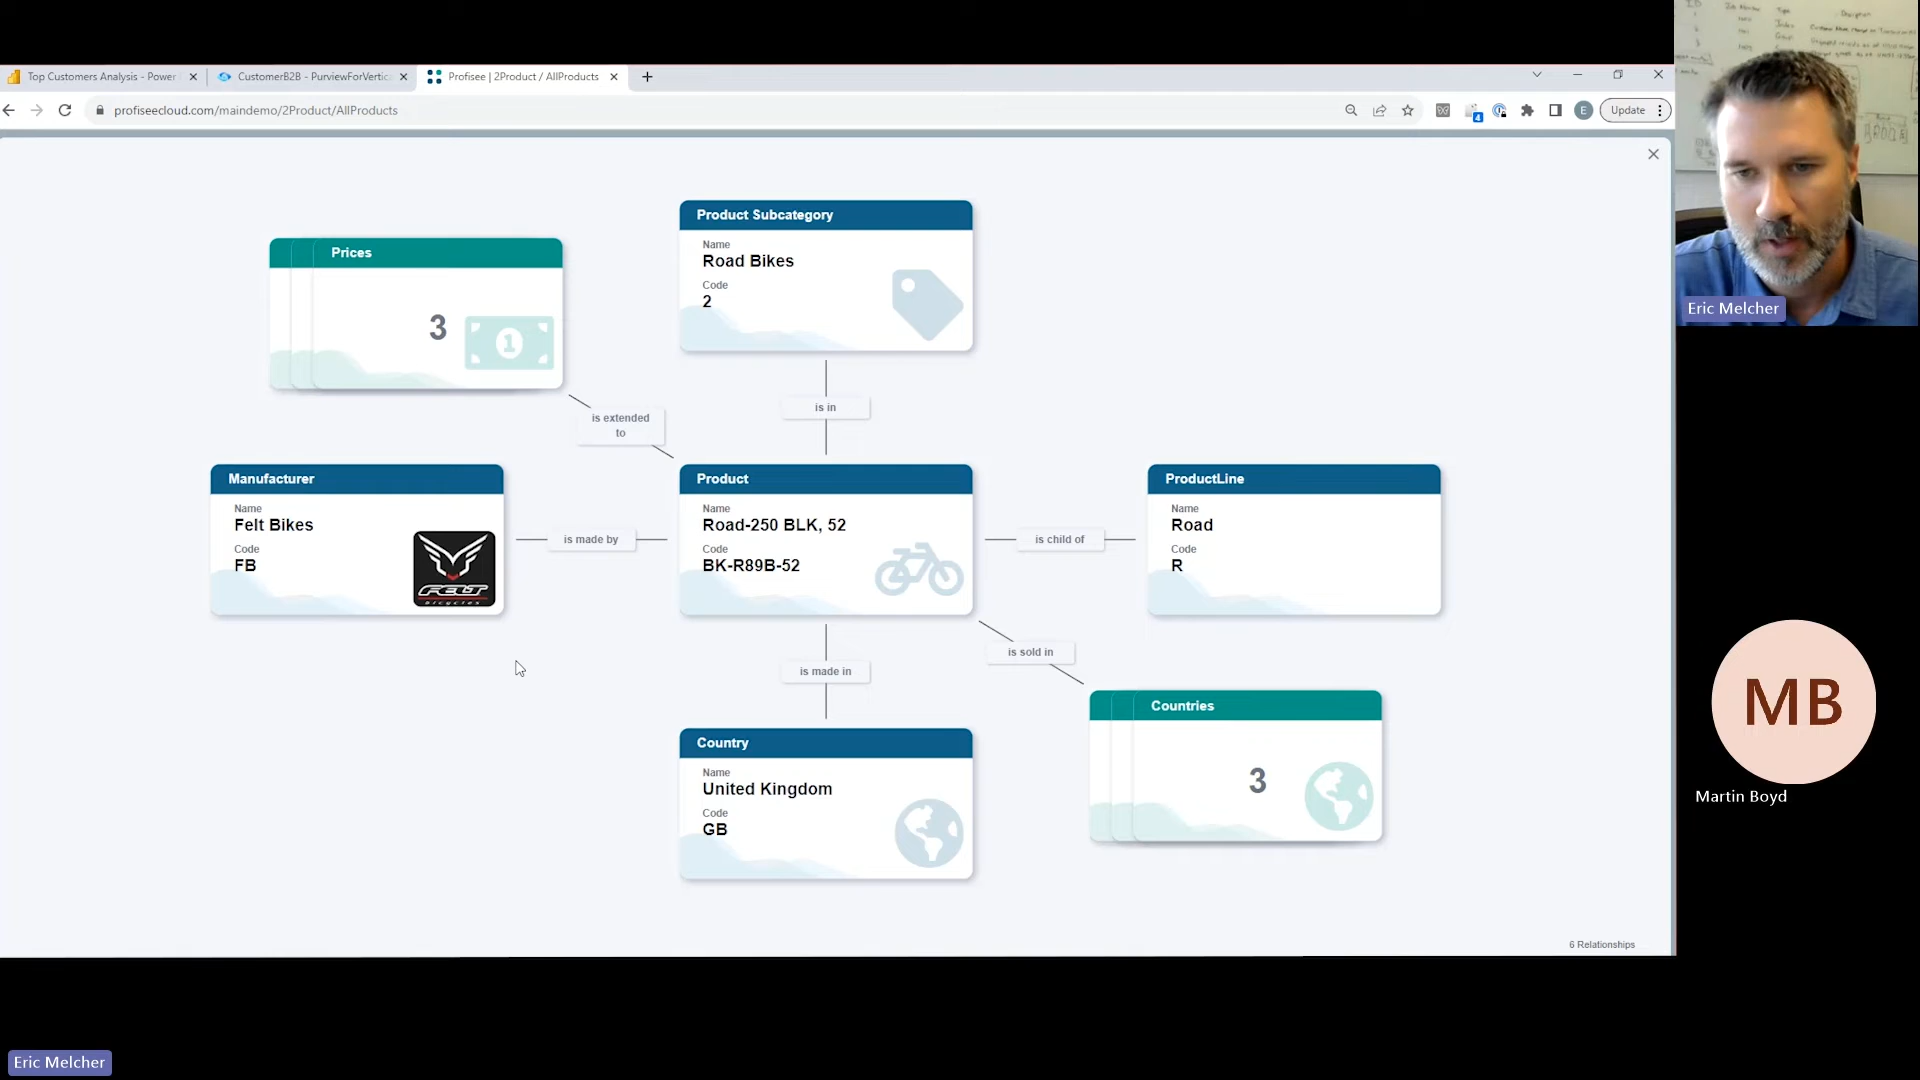 Top Customers Analysis - Power
CustomerB2B - PurviewForVertic
Profisee | 2Product / AllProducts
profiseecloud.com/maindemo/2Product/AllProducts
4
E
Update
Product Subcategory
Name
Road Bikes
Code
2
Prices
3
1
is in
is extended
to
Manufacturer
Name
Felt Bikes
Code
FB
FELT
bicycles
is made by
Product
Name
Road-250 BLK, 52
Code
BK-R89B-52
is child of
ProductLine
Name
Road
Code
R
is made in
is sold in
Country
Name
United Kingdom
Code
GB
Countries
3
6 Relationships
Eric Melcher
MB
Martin Boyd
Eric Melcher